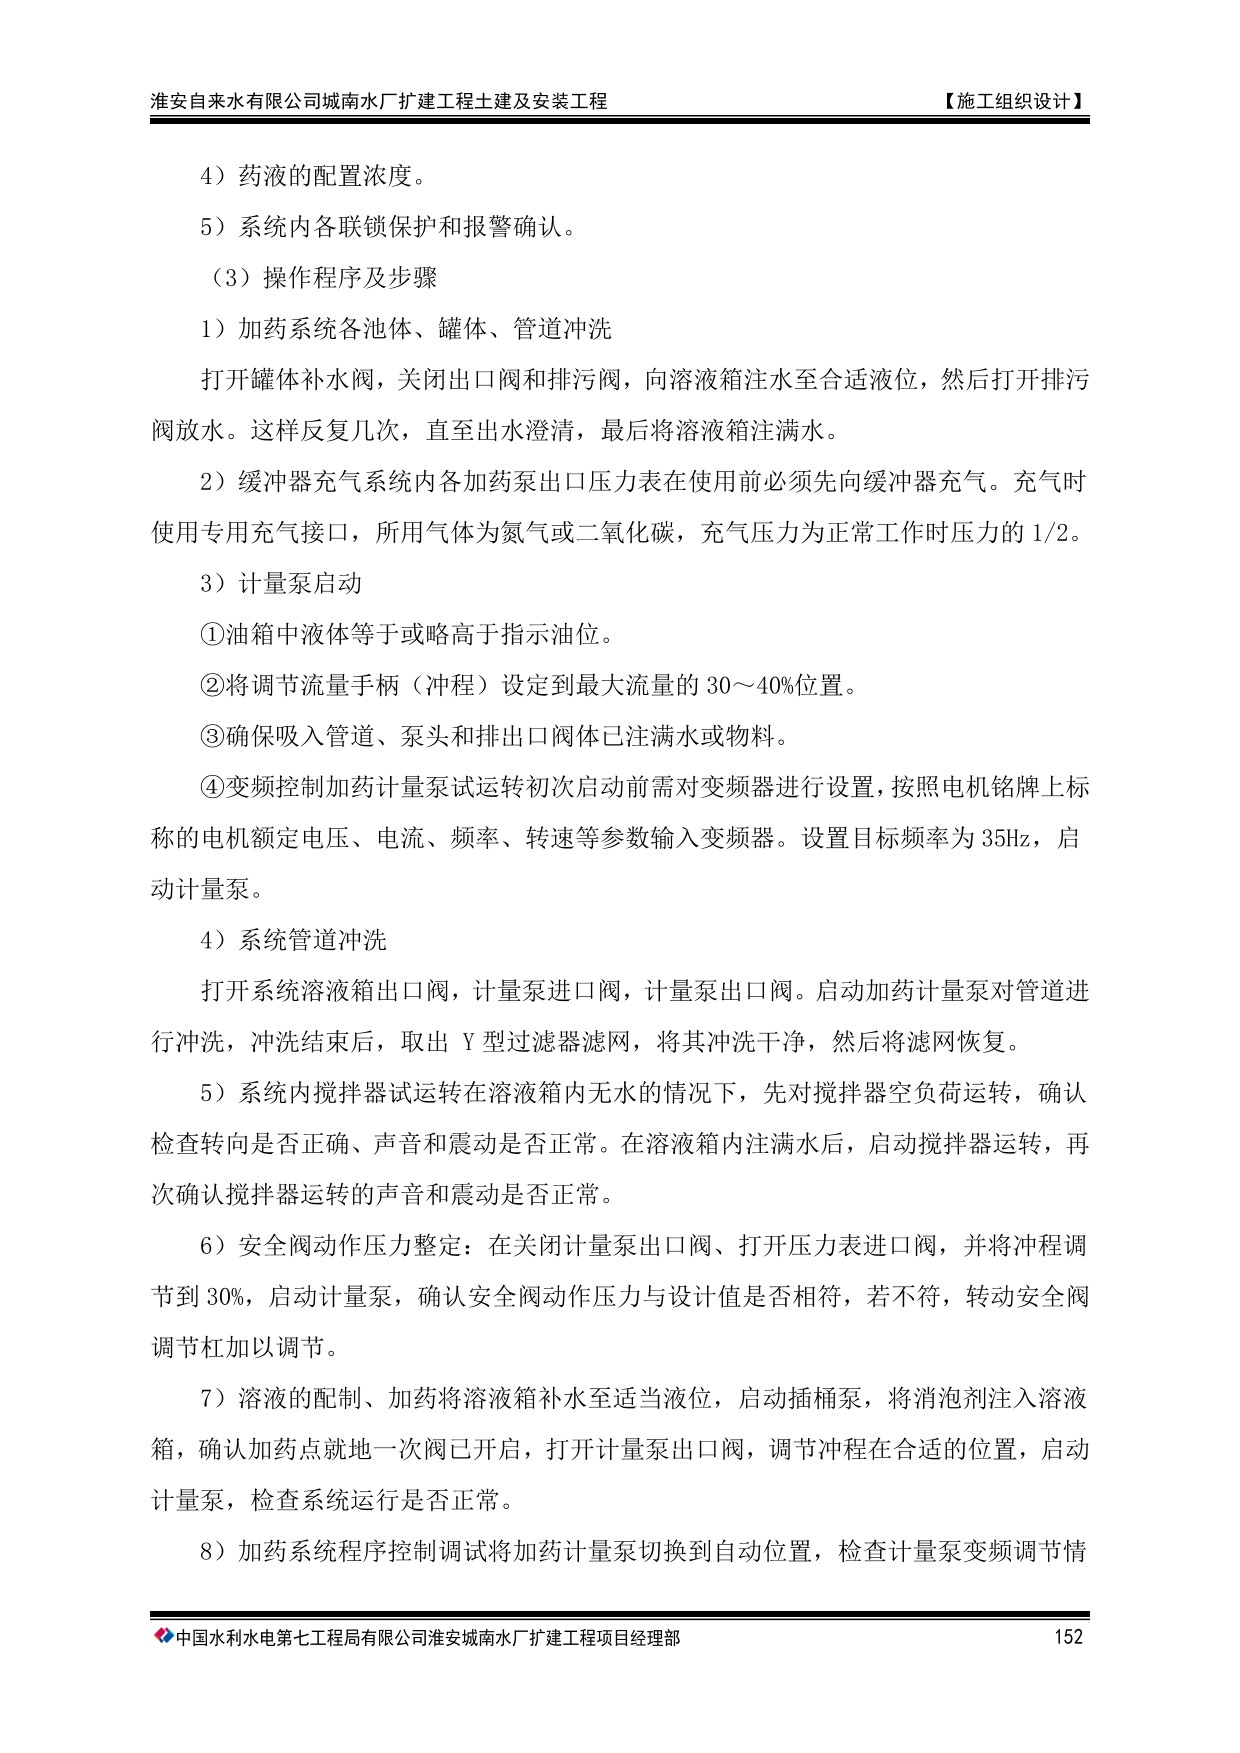 淮安自来水有限公司城南水厂扩建工程土建及安装工程 【施工组织设计】
4）药液的配置浓度。
5）系统内各联锁保护和报警确认。
（3）操作程序及步骤
1）加药系统各池体、罐体、管道冲洗
打开罐体补水阀，关闭出口阀和排污阀，向溶液箱注水至合适液位，然后打开排污
阀放水。这样反复几次，直至出水澄清，最后将溶液箱注满水。
2）缓冲器充气系统内各加药泵出口压力表在使用前必须先向缓冲器充气。充气时
使用专用充气接口，所用气体为氮气或二氧化碳，充气压力为正常工作时压力的 1/2。
3）计量泵启动
①油箱中液体等于或略高于指示油位。
②将调节流量手柄（冲程）设定到最大流量的 30～40%位置。
③确保吸入管道、泵头和排出口阀体已注满水或物料。
④变频控制加药计量泵试运转初次启动前需对变频器进行设置，按照电机铭牌上标
称的电机额定电压、电流、频率、转速等参数输入变频器。设置目标频率为 35Hz，启
动计量泵。
4）系统管道冲洗
打开系统溶液箱出口阀，计量泵进口阀，计量泵出口阀。启动加药计量泵对管道进
行冲洗，冲洗结束后，取出 Y 型过滤器滤网，将其冲洗干净，然后将滤网恢复。
5）系统内搅拌器试运转在溶液箱内无水的情况下，先对搅拌器空负荷运转，确认
检查转向是否正确、声音和震动是否正常。在溶液箱内注满水后，启动搅拌器运转，再
次确认搅拌器运转的声音和震动是否正常。
6）安全阀动作压力整定：在关闭计量泵出口阀、打开压力表进口阀，并将冲程调
节到 30%，启动计量泵，确认安全阀动作压力与设计值是否相符，若不符，转动安全阀
调节杠加以调节。
7）溶液的配制、加药将溶液箱补水至适当液位，启动插桶泵，将消泡剂注入溶液
箱，确认加药点就地一次阀已开启，打开计量泵出口阀，调节冲程在合适的位置，启动
计量泵，检查系统运行是否正常。
8）加药系统程序控制调试将加药计量泵切换到自动位置，检查计量泵变频调节情
中国水利水电第七工程局有限公司淮安城南水厂扩建工程项目经理部 152